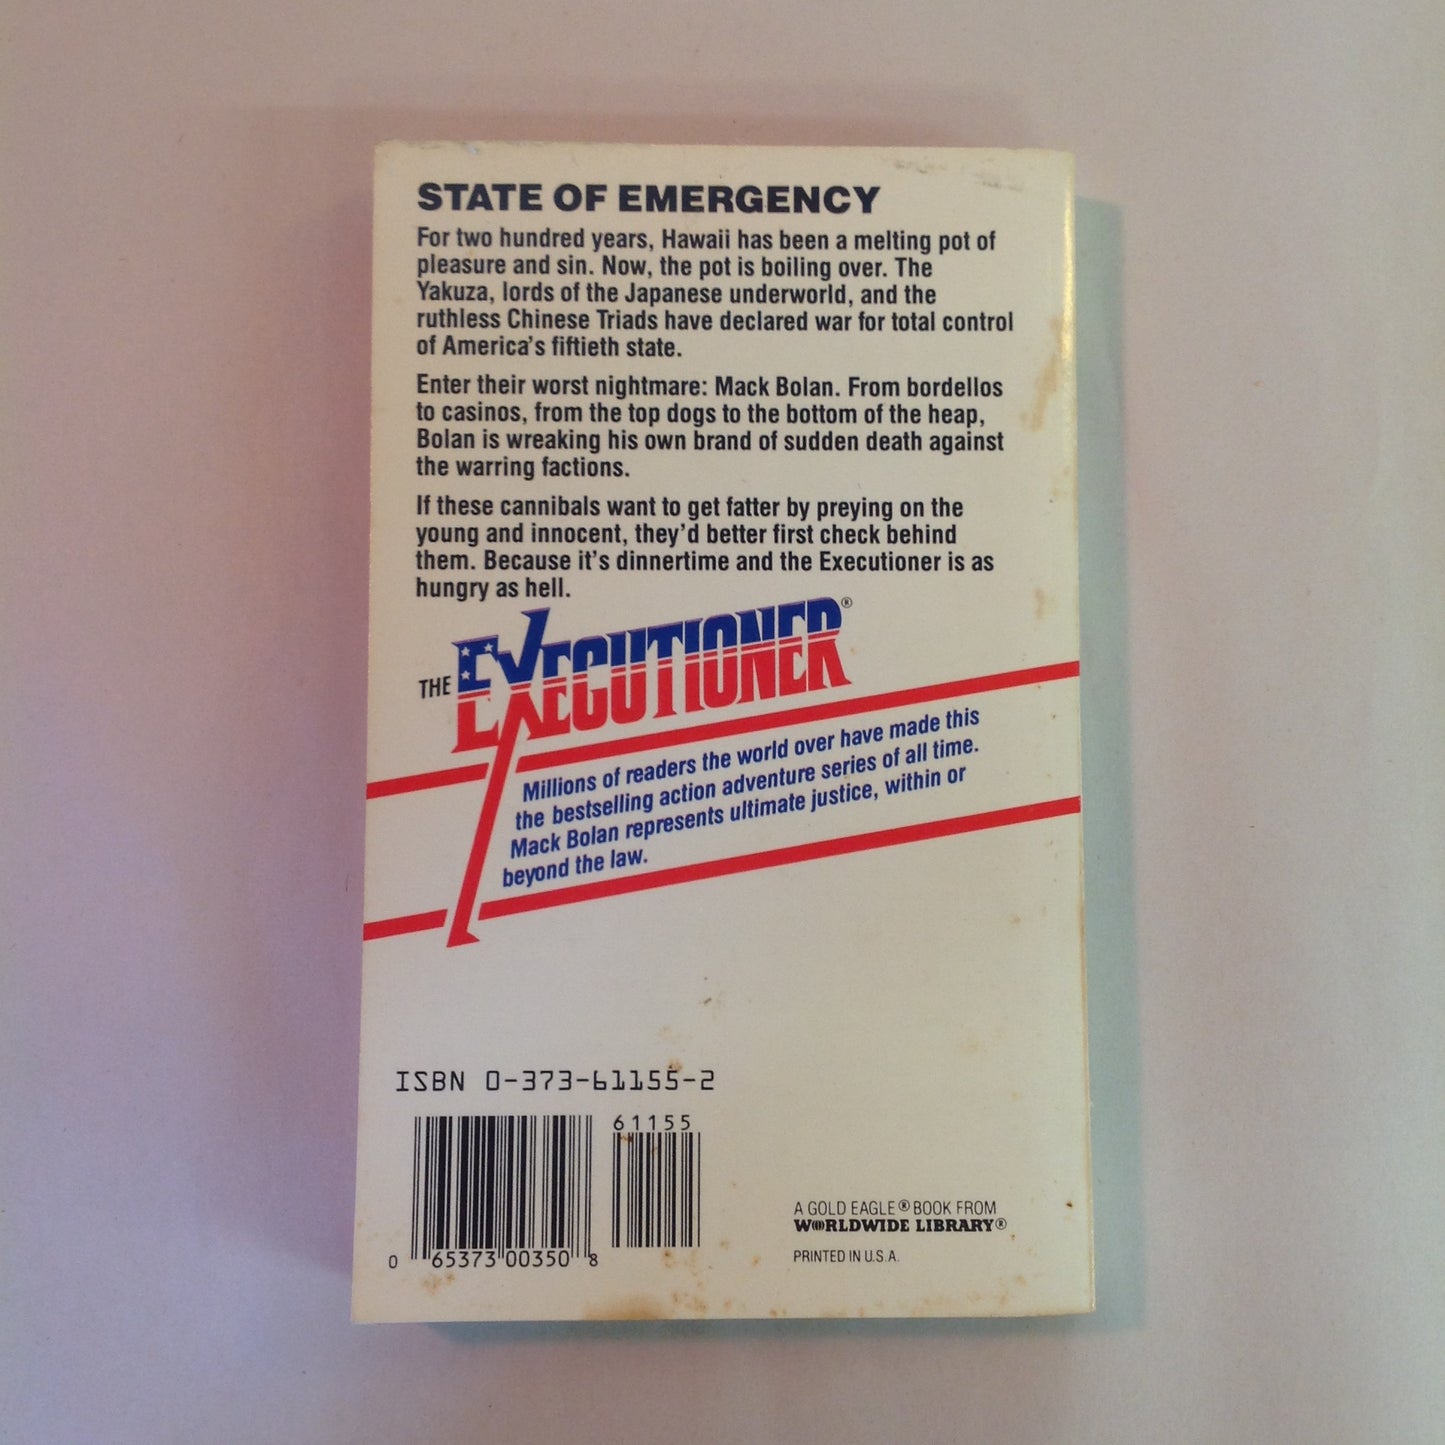 STATE OF EMERGENCY
For two hundred years, Hawaii has been a melting pot of
pleasure and sin. Now, the pot is boiling over. The
Yakuza, lords of the Japanese underworld, and the
ruthless Chinese Triads have declared war for total control
of America's fiftieth state.
Enter their worst nightmare: Mack Bolan. From bordellos
to casinos, from the top dogs to the bottom of the heap,
Bolan is wreaking his own brand of sudden death against
the warring factions.
If these cannibals want to get fatter by preying on the
young and innocent, they'd better first check behind
them. Because it's dinnertime and the Executioner is as
hungry as hell.
THE EXECUTIONER®
Millions of readers the world over have made this
the bestselling action adventure series of all time.
Mack Bolan represents ultimate justice, within or
beyond the law.
ISBN 0-373-61155-2
61155
0 65373 00350 8
A GOLD EAGLE® BOOK FROM
WORLDWIDE LIBRARY®
PRINTED IN U.S.A.